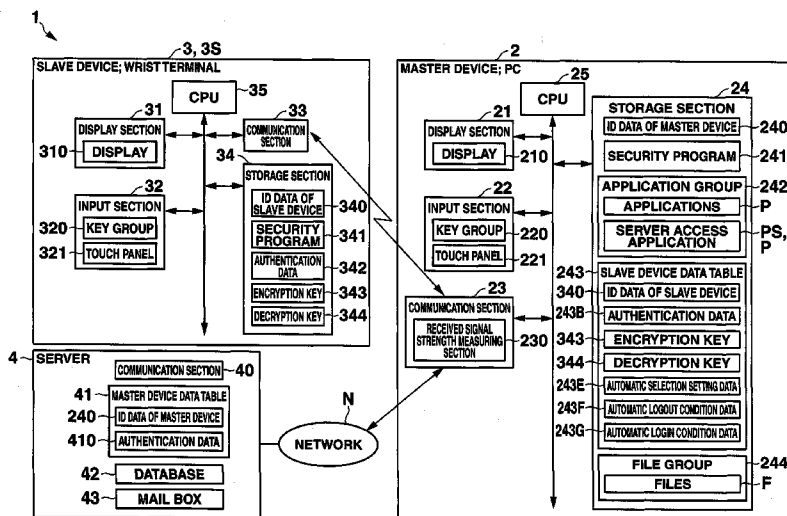 1
3, 3S
SLAVE DEVICE; WRIST TERMINAL
CPU
35
31
DISPLAY SECTION
310
DISPLAY
33
COMMUNICATION
SECTION
32
INPUT SECTION
320
KEY GROUP
321
TOUCH PANEL
34
STORAGE SECTION
ID DATA OF
SLAVE DEVICE
340
SECURITY
PROGRAM
341
AUTHENTICATION
DATA
342
ENCRYPTION KEY
343
DECRYPTION KEY
344
2
MASTER DEVICE; PC
25
CPU
21
DISPLAY SECTION
DISPLAY
210
22
INPUT SECTION
KEY GROUP
220
TOUCH PANEL
221
23
COMMUNICATION SECTION
RECEIVED SIGNAL
STRENGTH MEASURING
SECTION
230
24
STORAGE SECTION
ID DATA OF MASTER DEVICE
240
SECURITY PROGRAM
241
APPLICATION GROUP
242
APPLICATIONS
P
SERVER ACCESS
APPLICATION
PS,
P
243
SLAVE DEVICE DATA TABLE
340
ID DATA OF SLAVE DEVICE
243B
AUTHENTICATION DATA
343
ENCRYPTION KEY
344
DECRYPTION KEY
243E
AUTOMATIC SELECTION SETTING DATA
243F
AUTOMATIC LOGOUT CONDITION DATA
243G
AUTOMATIC LOGIN CONDITION DATA
FILE GROUP
244
FILES
F
4
SERVER
COMMUNICATION SECTION
40
41
MASTER DEVICE DATA TABLE
240
ID DATA OF MASTER DEVICE
410
AUTHENTICATION DATA
42
DATABASE
43
MAIL BOX
N
NETWORK